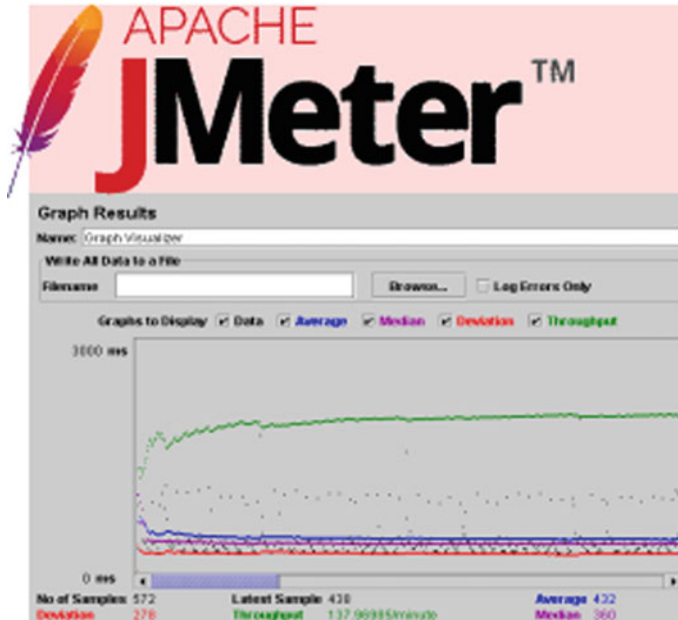 APACHE
JMeter™
Graph Results
Name: Graph Visualizer
Write All Data to a File
Filename Browse... Log Errors Only
Graphs to Display Data Average Median Deviation Throughput
3000 ms
0 ms
No of Samples 572 Latest Sample 438 Average 432
Deviation 278 Throughput 137.96985/minute Median 360